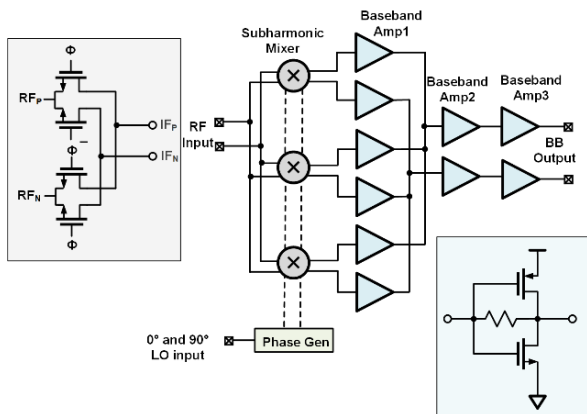 Φ
RFP
Φ
IFP
IFN
Φ
RFN
Φ
Subharmonic
Mixer
Baseband
Amp1
Baseband
Amp2
Baseband
Amp3
RF
Input
BB
Output
0° and 90°
LO input
Phase Gen